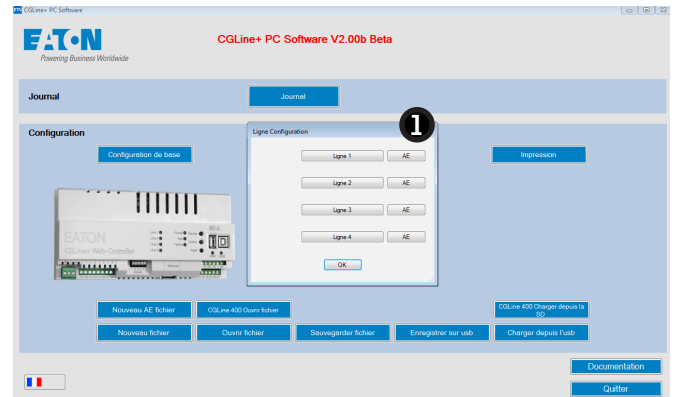 CGLine+ PC Software
EATON
Powering Business Worldwide
CGLine+ PC Software V2.00b Beta
Journal
Journal
Configuration
Configuration de base
Ligne Configuration
1
Ligne 1 AE
Ligne 2 AE
Ligne 3 AE
Ligne 4 AE
OK
Impression
EATON
CGLine+ Web-Controller
Nouveau AE fichier
CGLine 400 Ouvrir fichier
CGLine 400 Charger depuis la
SD
Nouveau fichier
Ouvrir fichier
Sauvegarder fichier
Enregistrer sur usb
Charger depuis l'usb
Documentation
Quitter